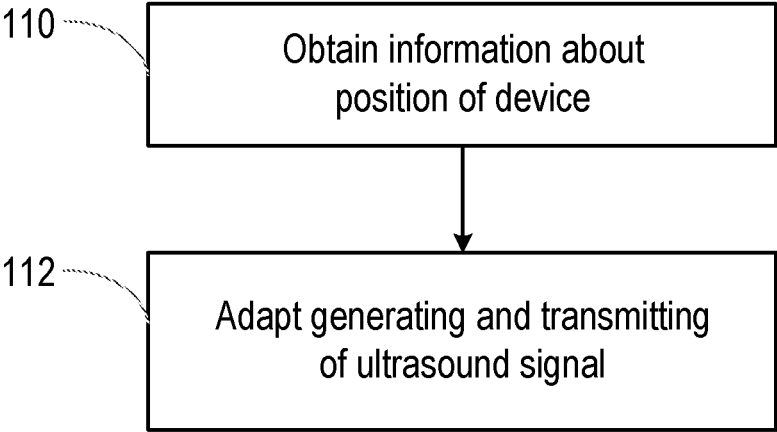 110
Obtain information about
position of device
112
Adapt generating and transmitting
of ultrasound signal